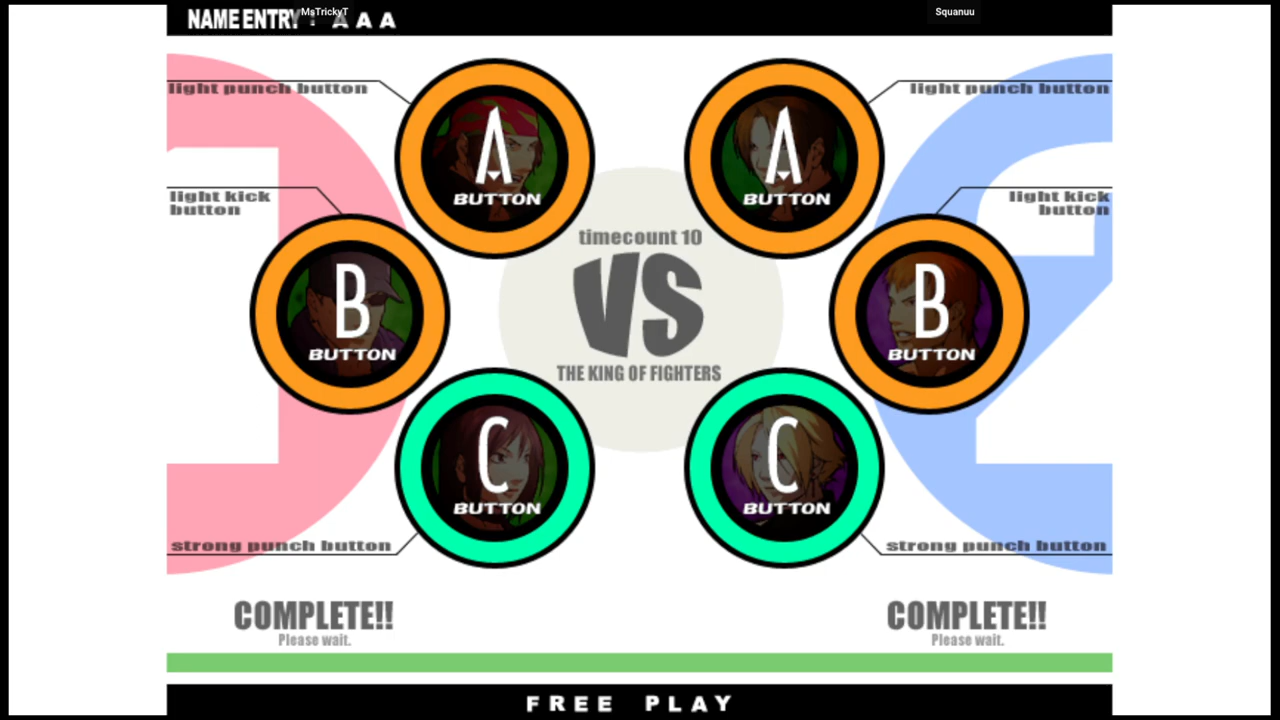 NAME ENTRY : A A A
MsTrickyT
Squanuu
light punch button
light punch button
A
BUTTON
A
BUTTON
light kick
button
light kick
button
timecount 10
VS
THE KING OF FIGHTERS
B
BUTTON
B
BUTTON
C
BUTTON
C
BUTTON
strong punch button
strong punch button
COMPLETE!!
Please wait.
COMPLETE!!
Please wait.
FREE PLAY